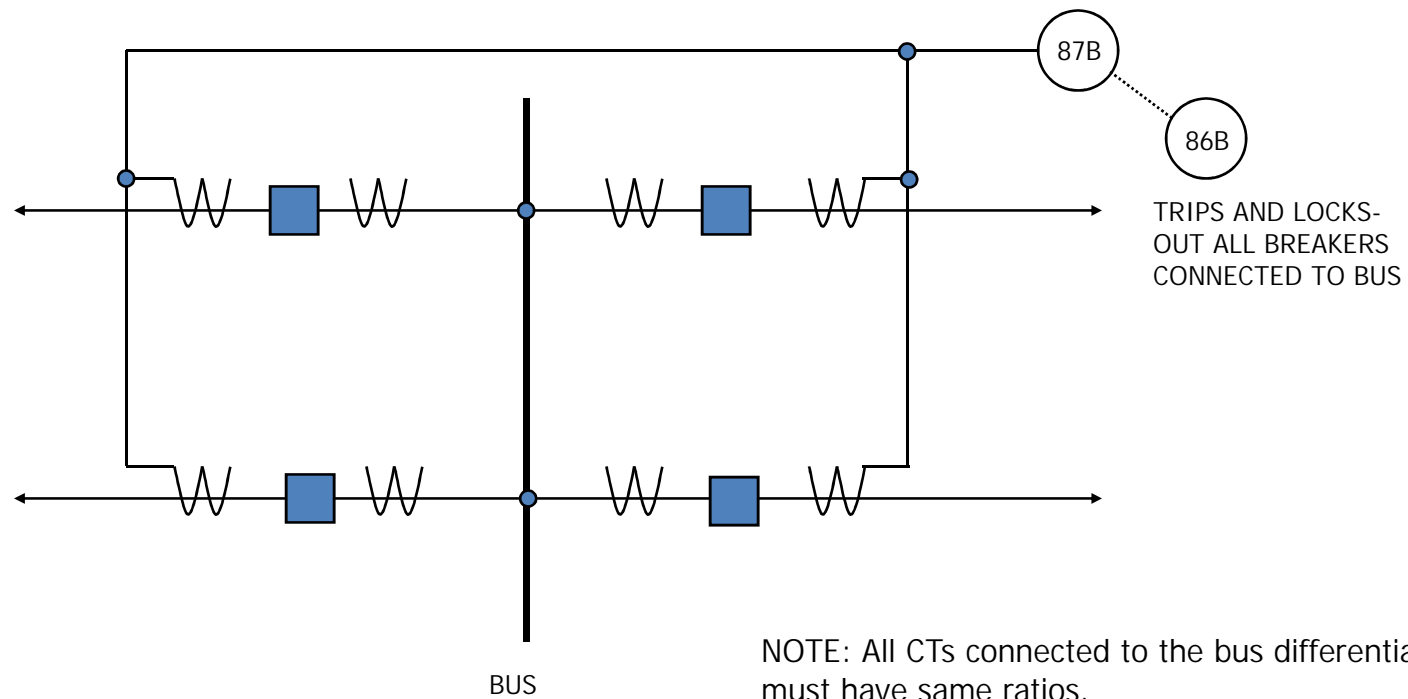 87B
86B
TRIPS AND LOCKS-
OUT ALL BREAKERS
CONNECTED TO BUS
BUS
NOTE: All CTs connected to the bus differentia
must have same ratios.